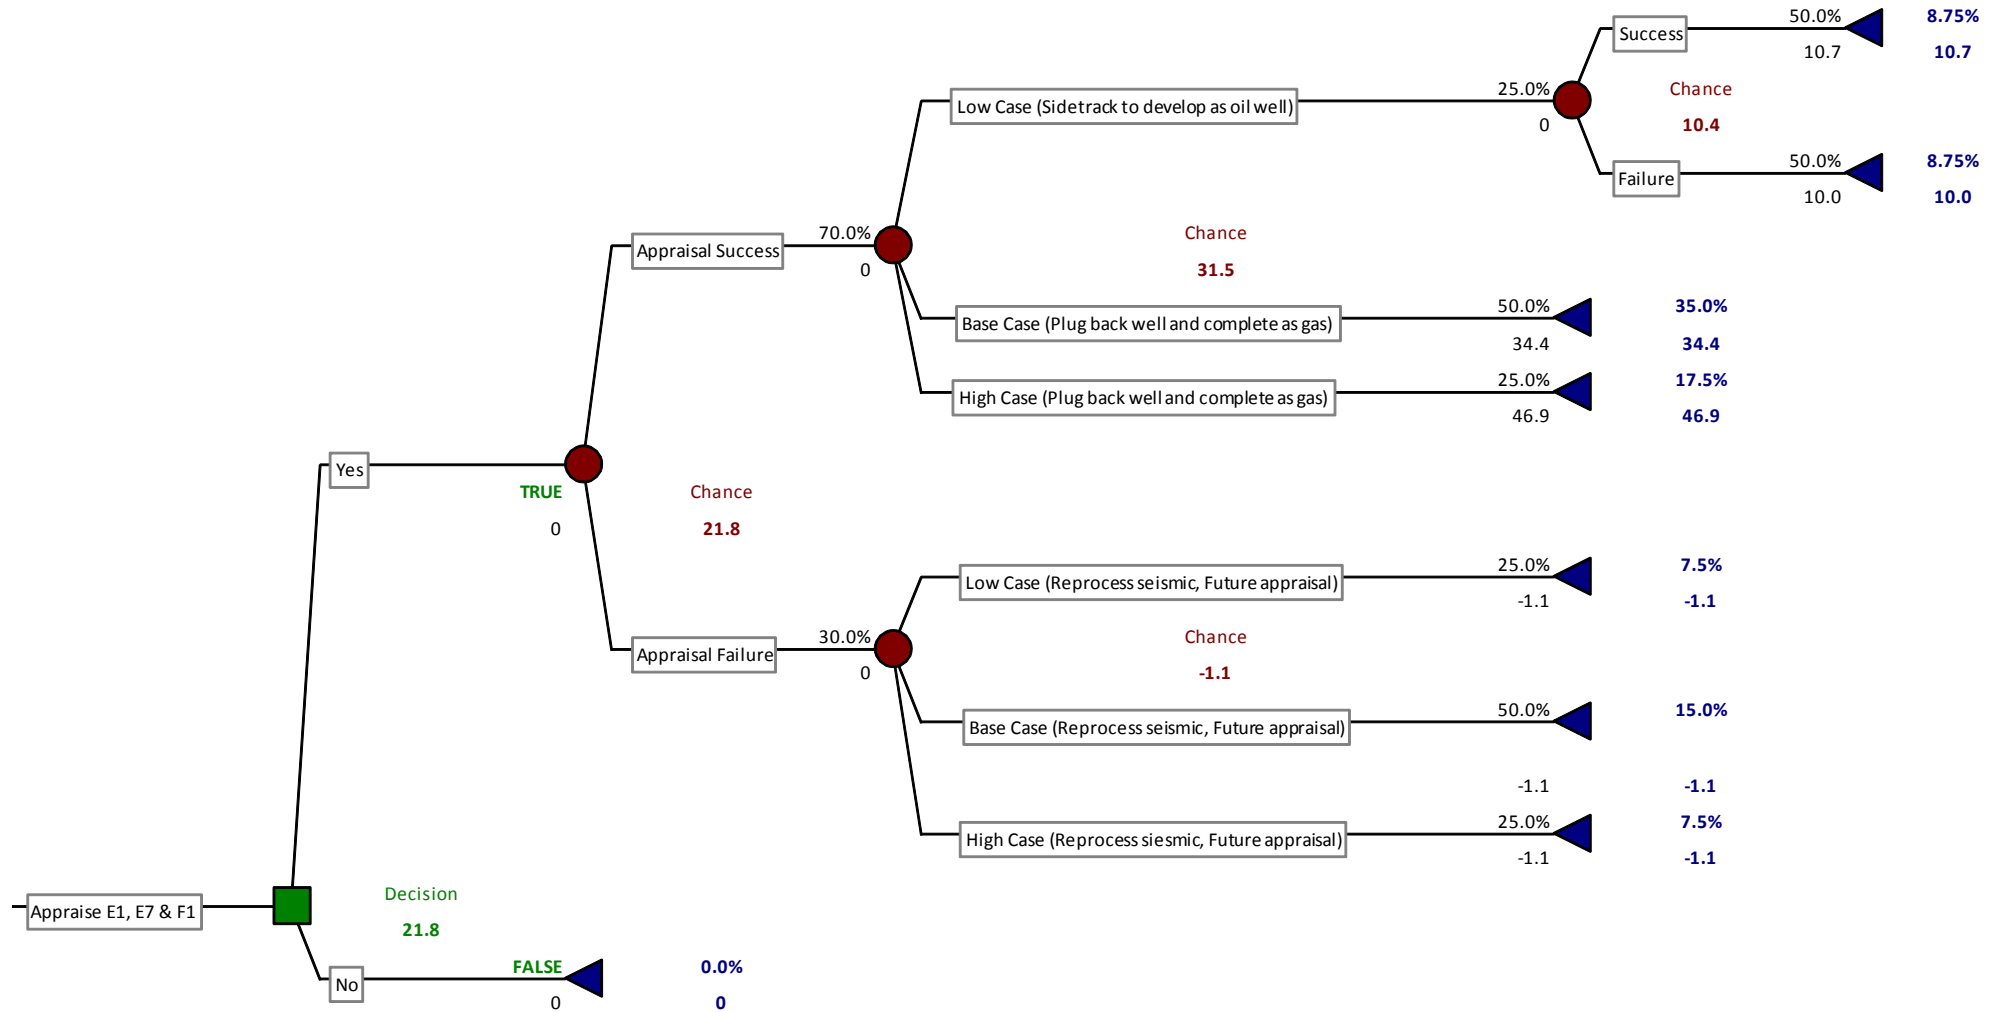 50.0%
8.75%
Success
10.7
10.7
25.0%
Chance
Low Case (Sidetrack to develop as oil well)
0
10.4
50.0%
8.75%
Failure
10.0
10.0
70.0%
Chance
Appraisal Success
0
31.5
50.0%
35.0%
Base Case (Plug back well and complete as gas)
34.4
34.4
25.0%
17.5%
High Case (Plug back well and complete as gas)
46.9
46.9
Yes
TRUE
Chance
0
21.8
25.0%
7.5%
Low Case (Reprocess seismic, Future appraisal)
-1.1
-1.1
30.0%
Chance
Appraisal Failure
0
-1.1
50.0%
15.0%
Base Case (Reprocess seismic, Future appraisal)
-1.1
-1.1
25.0%
7.5%
High Case (Reprocess siesmic, Future appraisal)
-1.1
-1.1
Decision
Appraise E1, E7 & F1
21.8
FALSE
0.0%
No
0
0